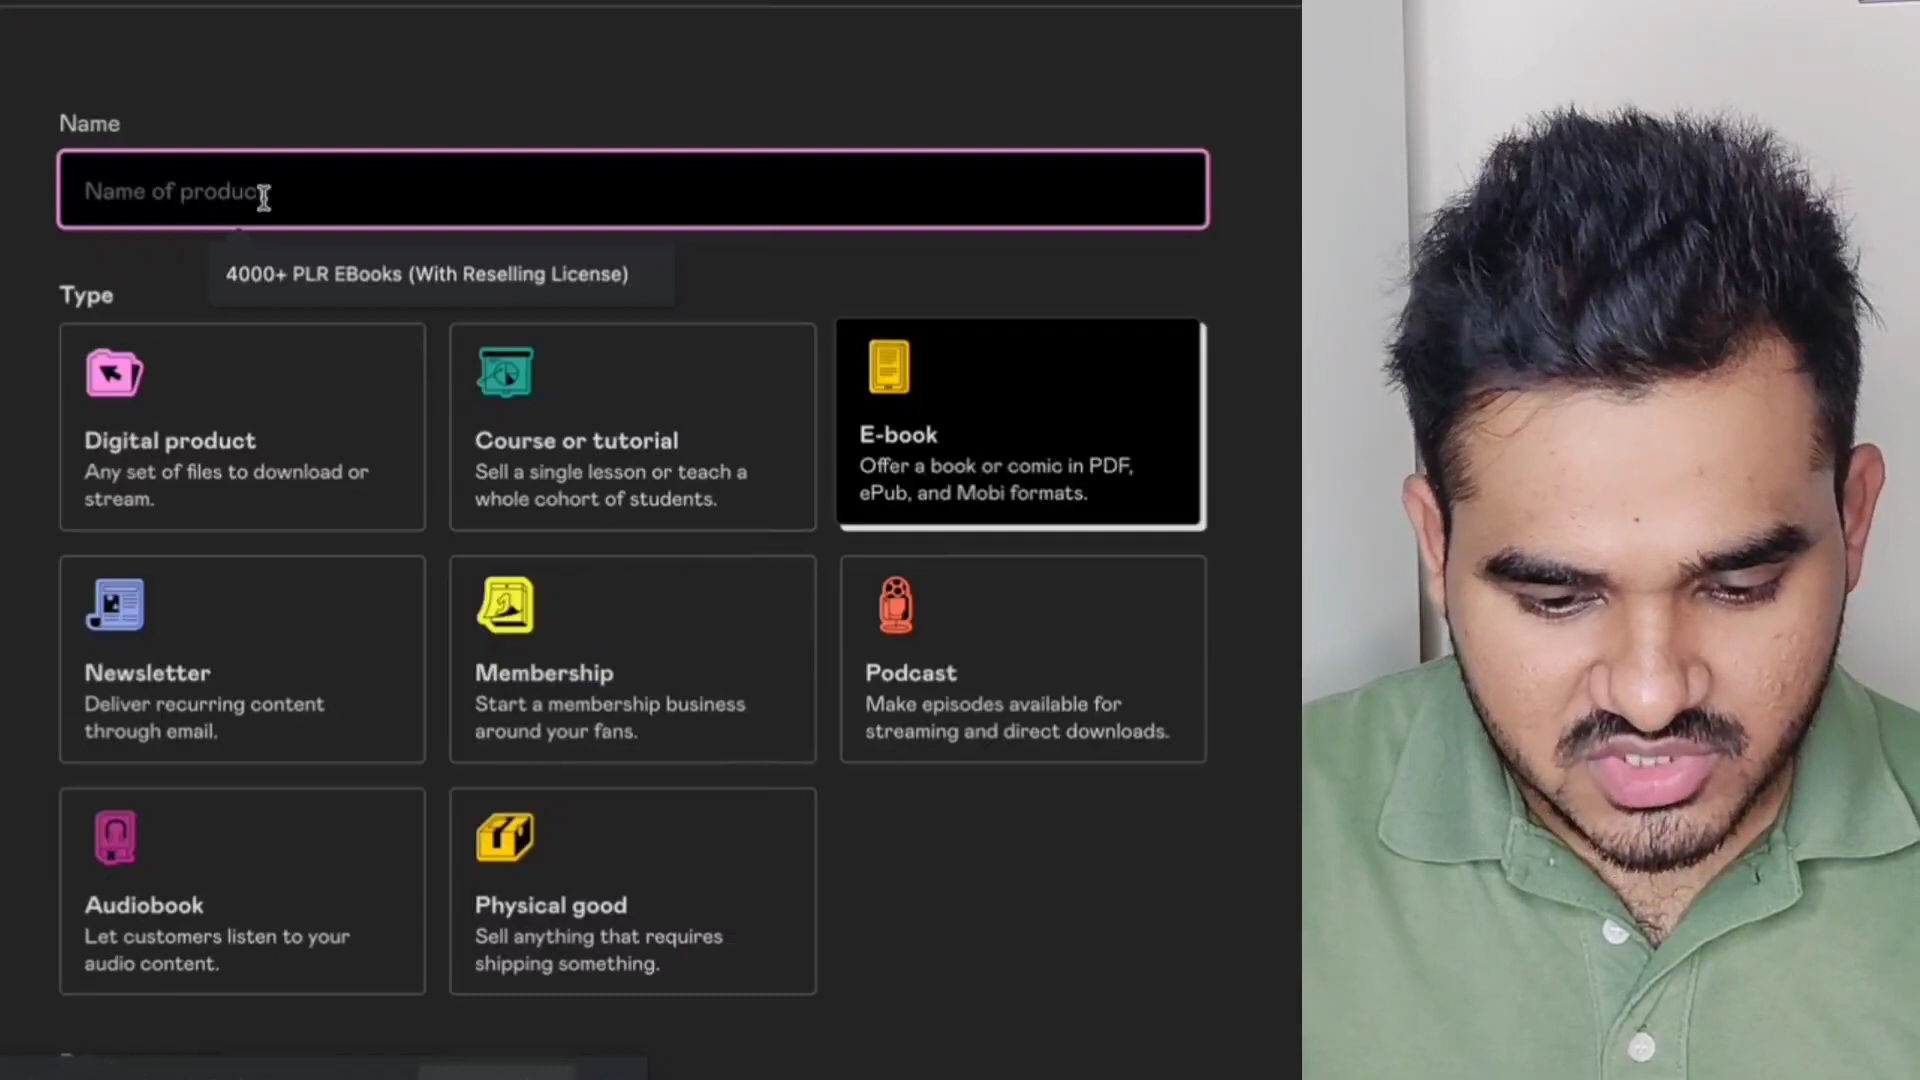 Name
Name of product
4000+ PLR EBooks (With Reselling License)
Type
Digital product
Any set of files to download or
stream.
Course or tutorial
Sell a single lesson or teach a
whole cohort of students.
E-book
Offer a book or comic in PDF,
ePub, and Mobi formats.
Newsletter
Deliver recurring content
through email.
Membership
Start a membership business
around your fans.
Podcast
Make episodes available for
streaming and direct downloads.
Audiobook
Let customers listen to your
audio content.
Physical good
Sell anything that requires
shipping something.